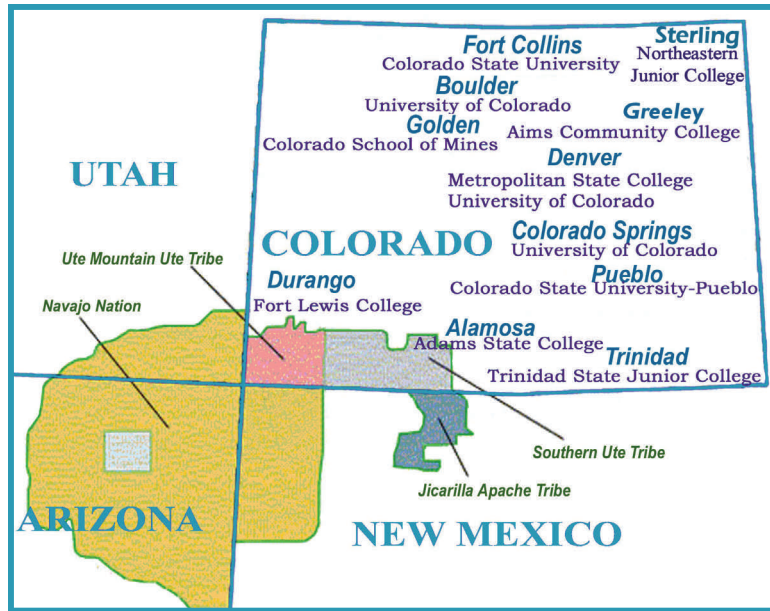 Fort Collins
Colorado State University
Sterling
Northeastern
Junior College
Boulder
University of Colorado
Greeley
Aims Community College
Golden
Colorado School of Mines
Denver
Metropolitan State College
University of Colorado
UTAH
COLORADO
Colorado Springs
University of Colorado
Ute Mountain Ute Tribe
Durango
Fort Lewis College
Pueblo
Colorado State University-Pueblo
Navajo Nation
Alamosa
Adams State College
Trinidad
Trinidad State Junior College
Southern Ute Tribe
Jicarilla Apache Tribe
ARIZONA
NEW MEXICO